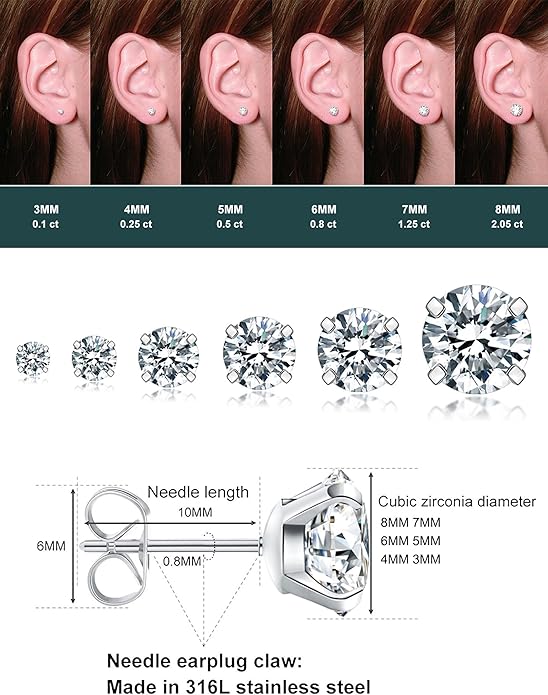 3MM 4MM 5MM 6MM 7MM 8MM
0.1 ct 0.25 ct 0.5 ct 0.8 ct 1.25 ct 2.05 ct
Needle length
10MM
Cubic zirconia diameter
8MM 7MM
6MM
6MM 5MM
0.8MM
4MM 3MM
Needle earplug claw:
Made in 316L stainless steel